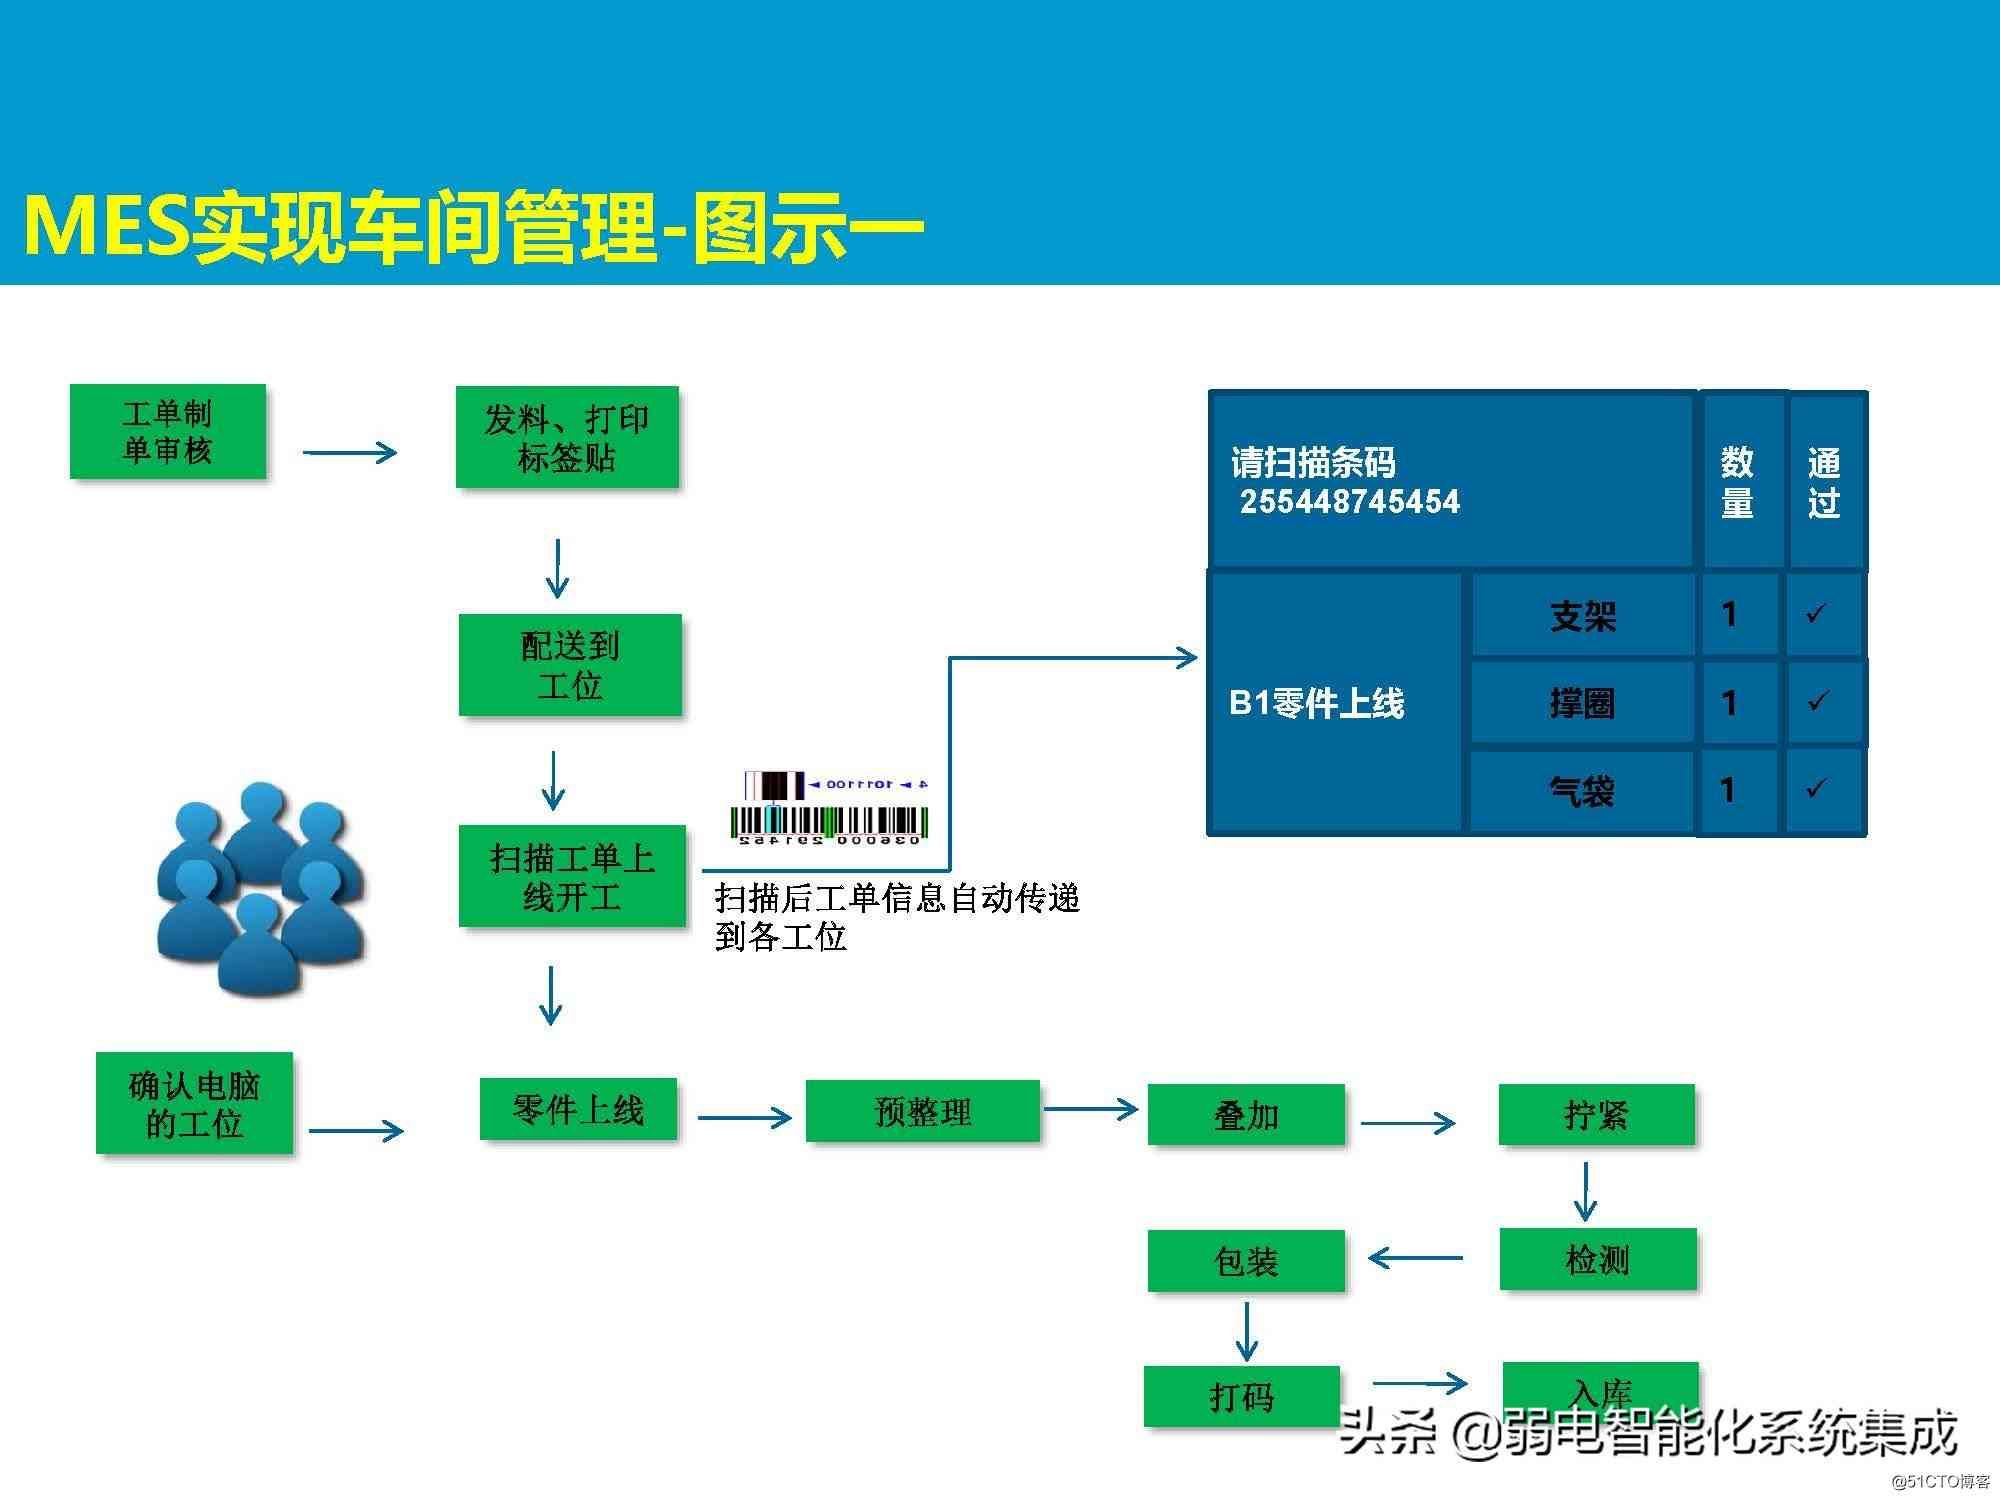 MES实现车间管理-图示一
工单制
单审核
发料、打印
标签贴
配送到
工位
扫描工单上
线开工
扫描后工单信息自动传递
到各工位
请扫描条码
255448745454
数
量
通
过
B1零件上线
支架
1
✓
撑圈
1
✓
气袋
1
✓
4 ► 1011100 ◄
036000 291452
确认电脑
的工位
零件上线
预整理
叠加
拧紧
检测
包装
打码
入库
头条 @弱电智能化系统集成
@51CTO博客